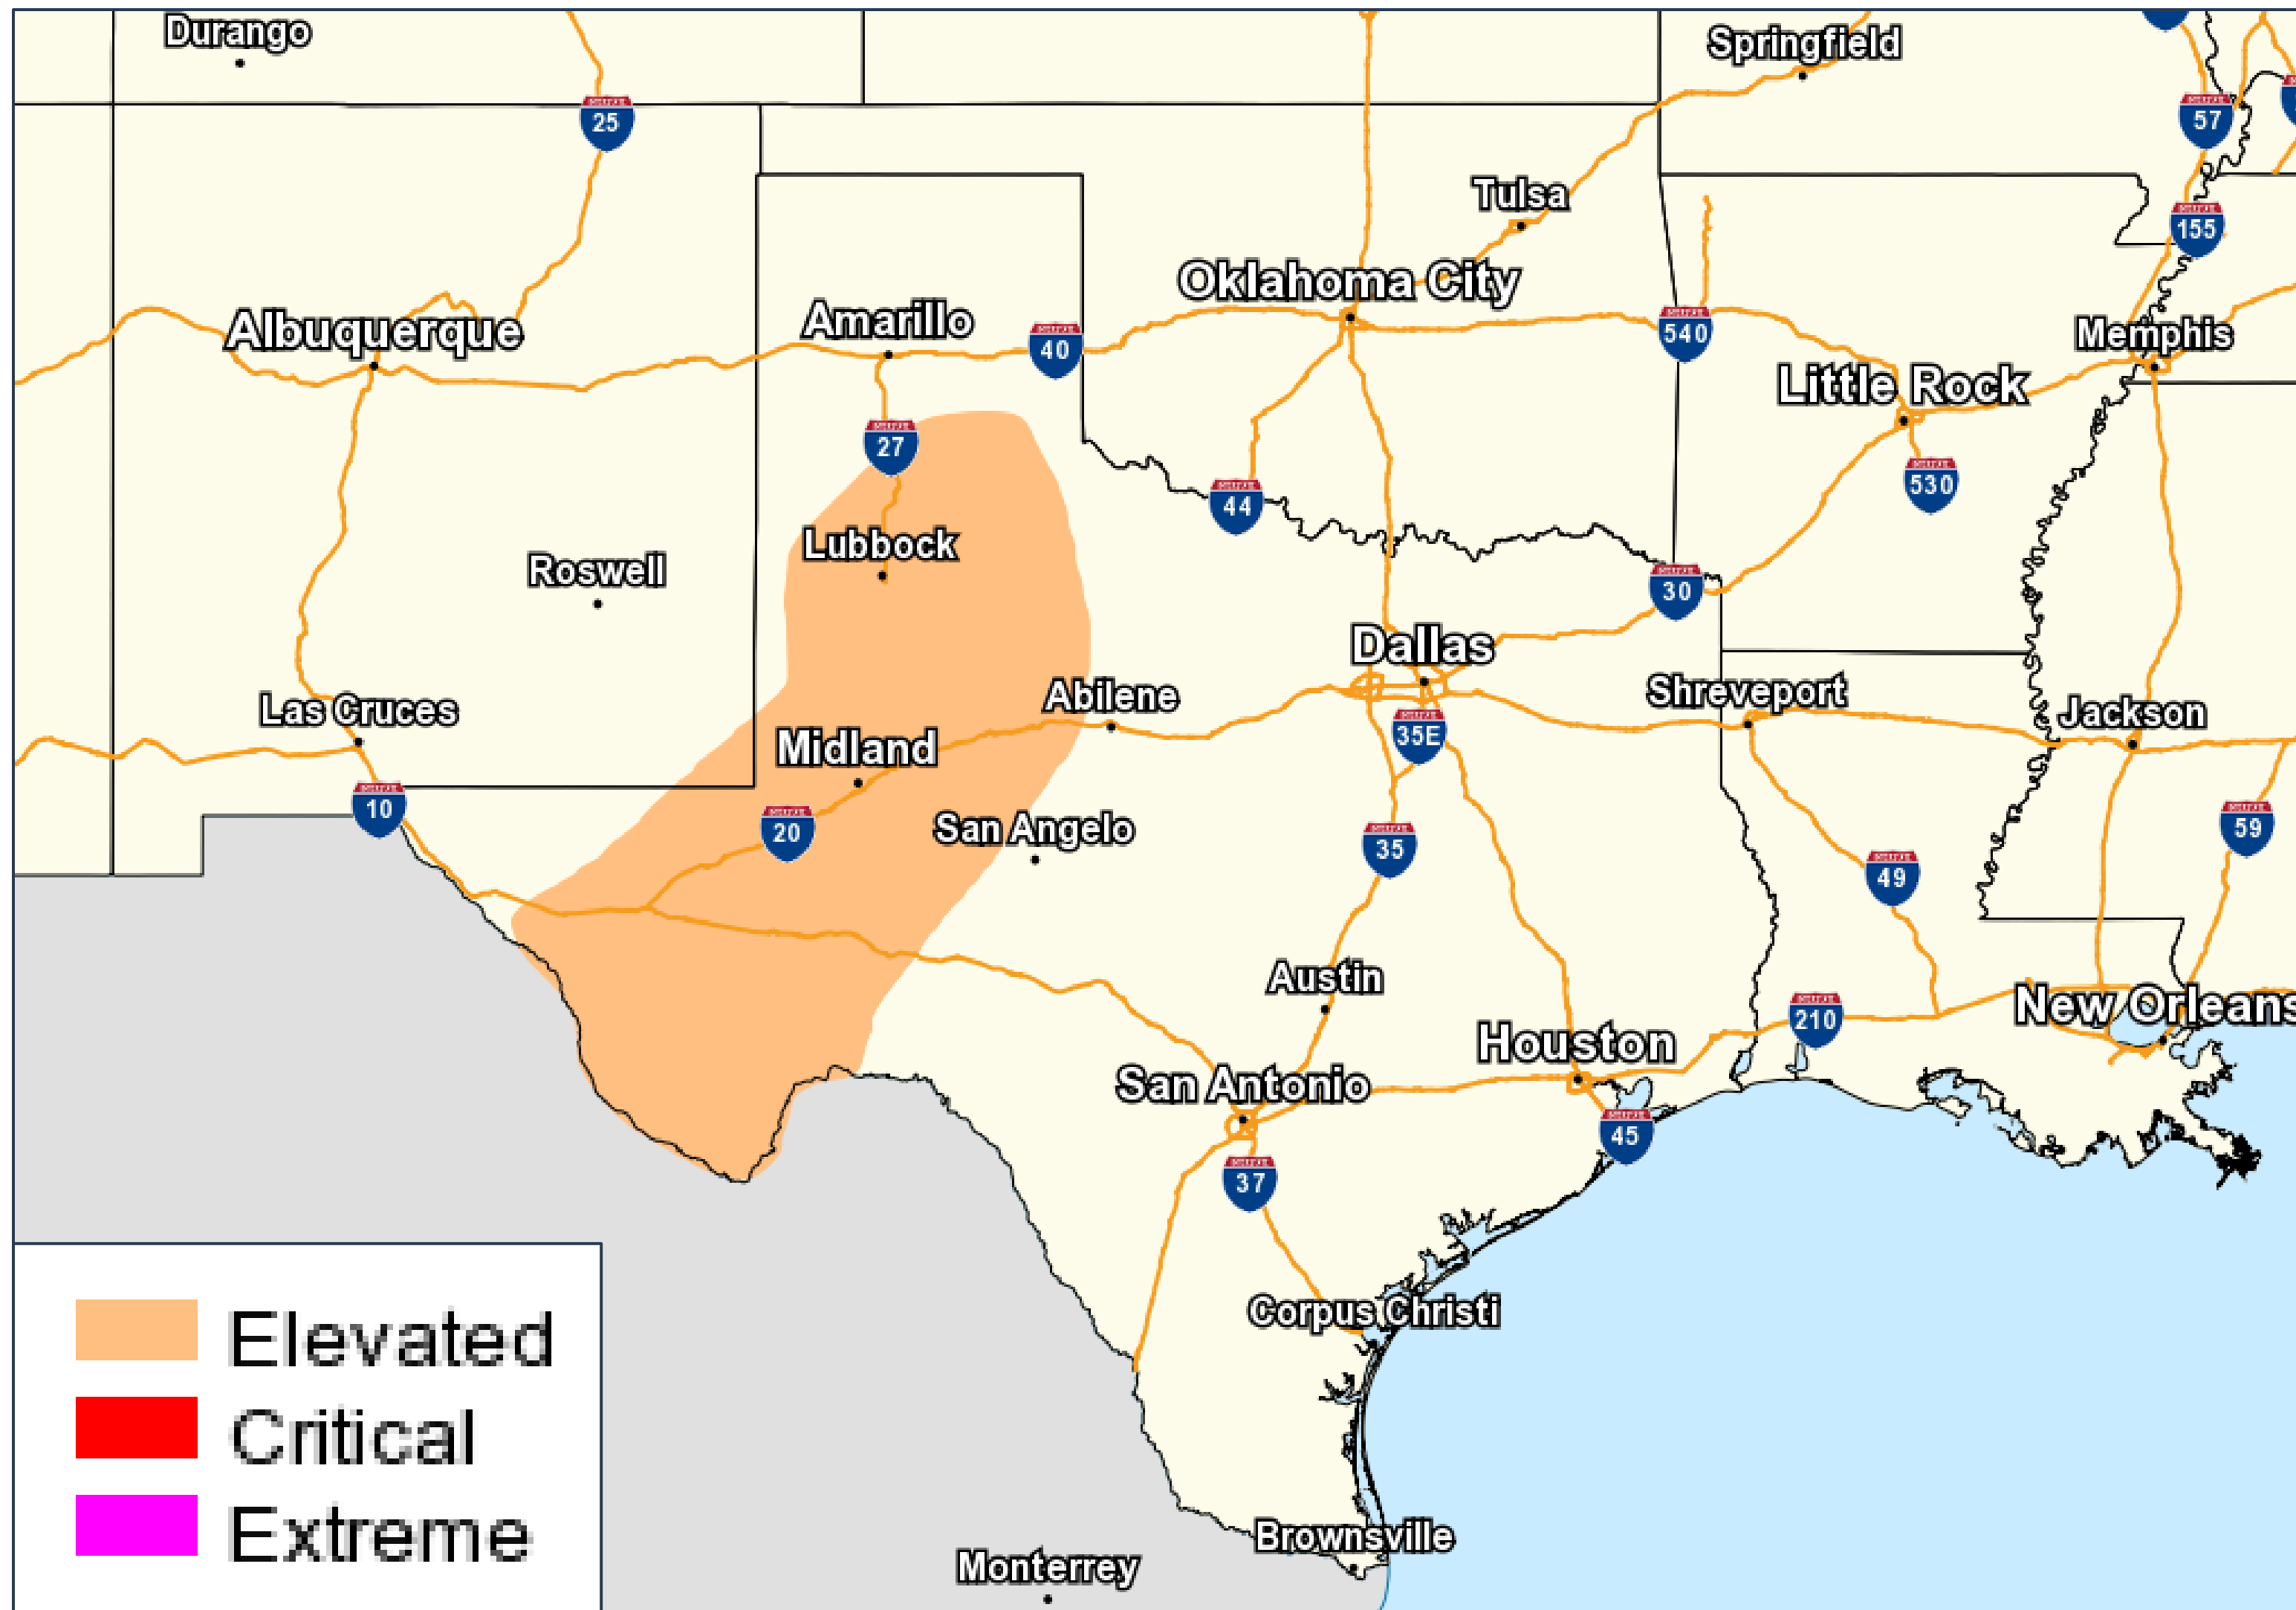 Durango
Springfield
25
57
Tulsa
155
Oklahoma City
Albuquerque
Amarillo
40
540
Memphis
Little Rock
27
530
44
Lubbock
Roswell
30
Dallas
Abilene
Shreveport
Las Cruces
Jackson
35E
Midland
10
20
San Angelo
35
59
49
Austin
New Orleans
210
Houston
San Antonio
45
37
Corpus Christi
Elevated
Critical
Extreme
Brownsville
Monterrey